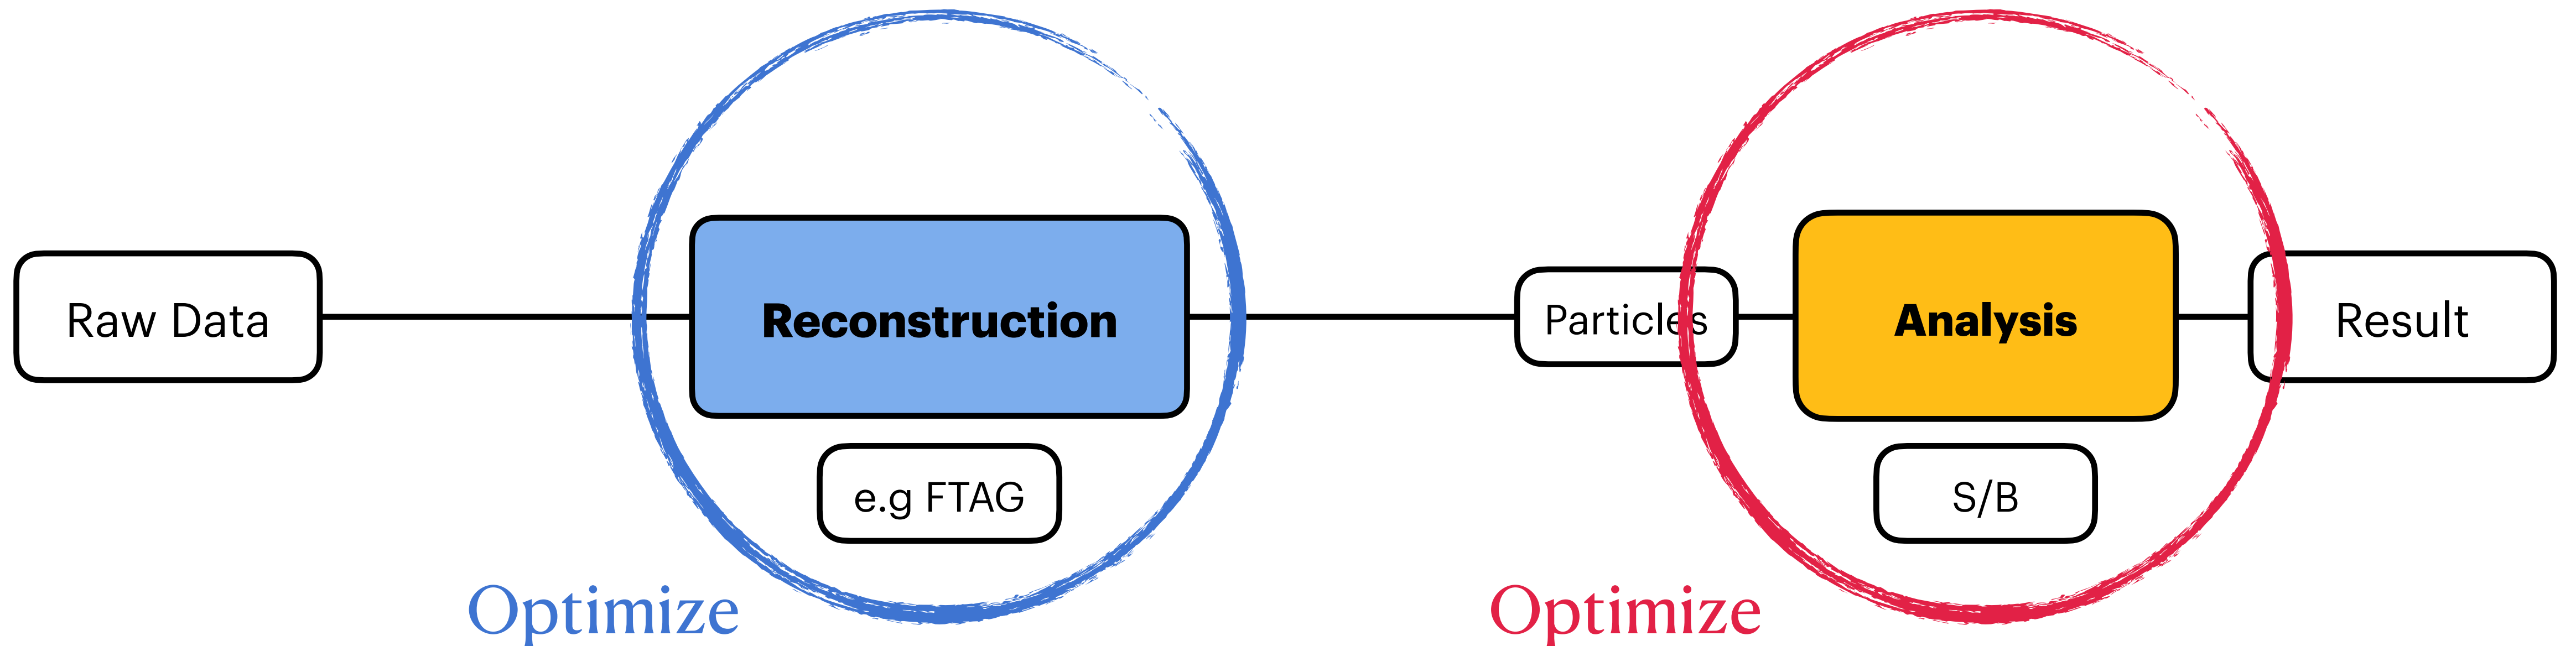 Raw Data
Reconstruction
e.g FTAG
Optimize
Particles
Analysis
S/B
Optimize
Result